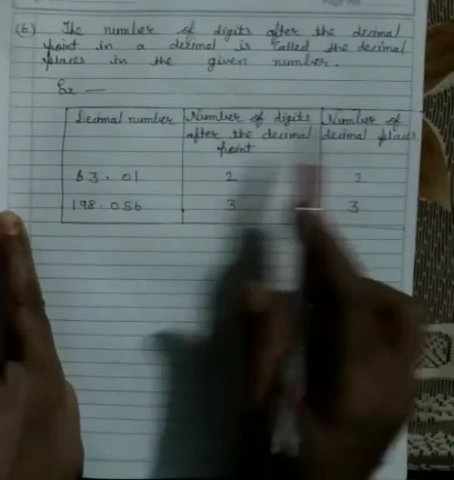 (6) The number of digits after the decimal
point in a decimal is called the decimal
places in the given number.
Ex —
Decimal number | Number of digits after the decimal point | Number of decimal places
63.01 | 2 | 2
198.056 | 3 | 3